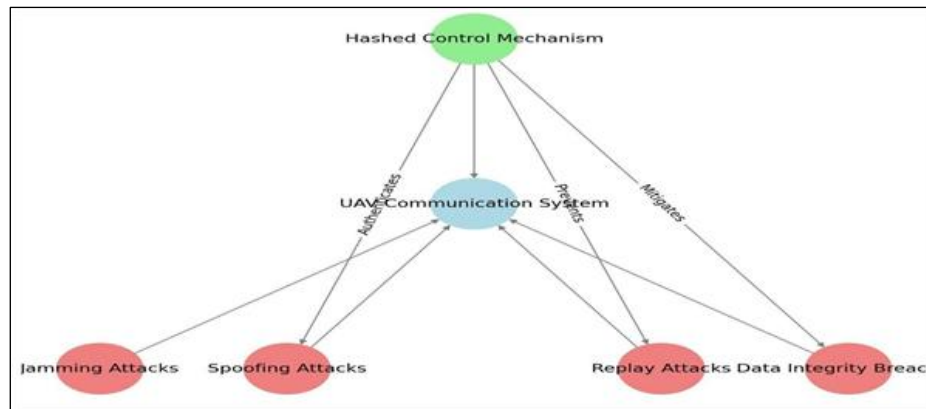 Hashed Control Mechanism
Authenticates
Prevents
Mitigates
UAV Communication System
Jamming Attacks
Spoofing Attacks
Replay Attacks
Data Integrity Breac